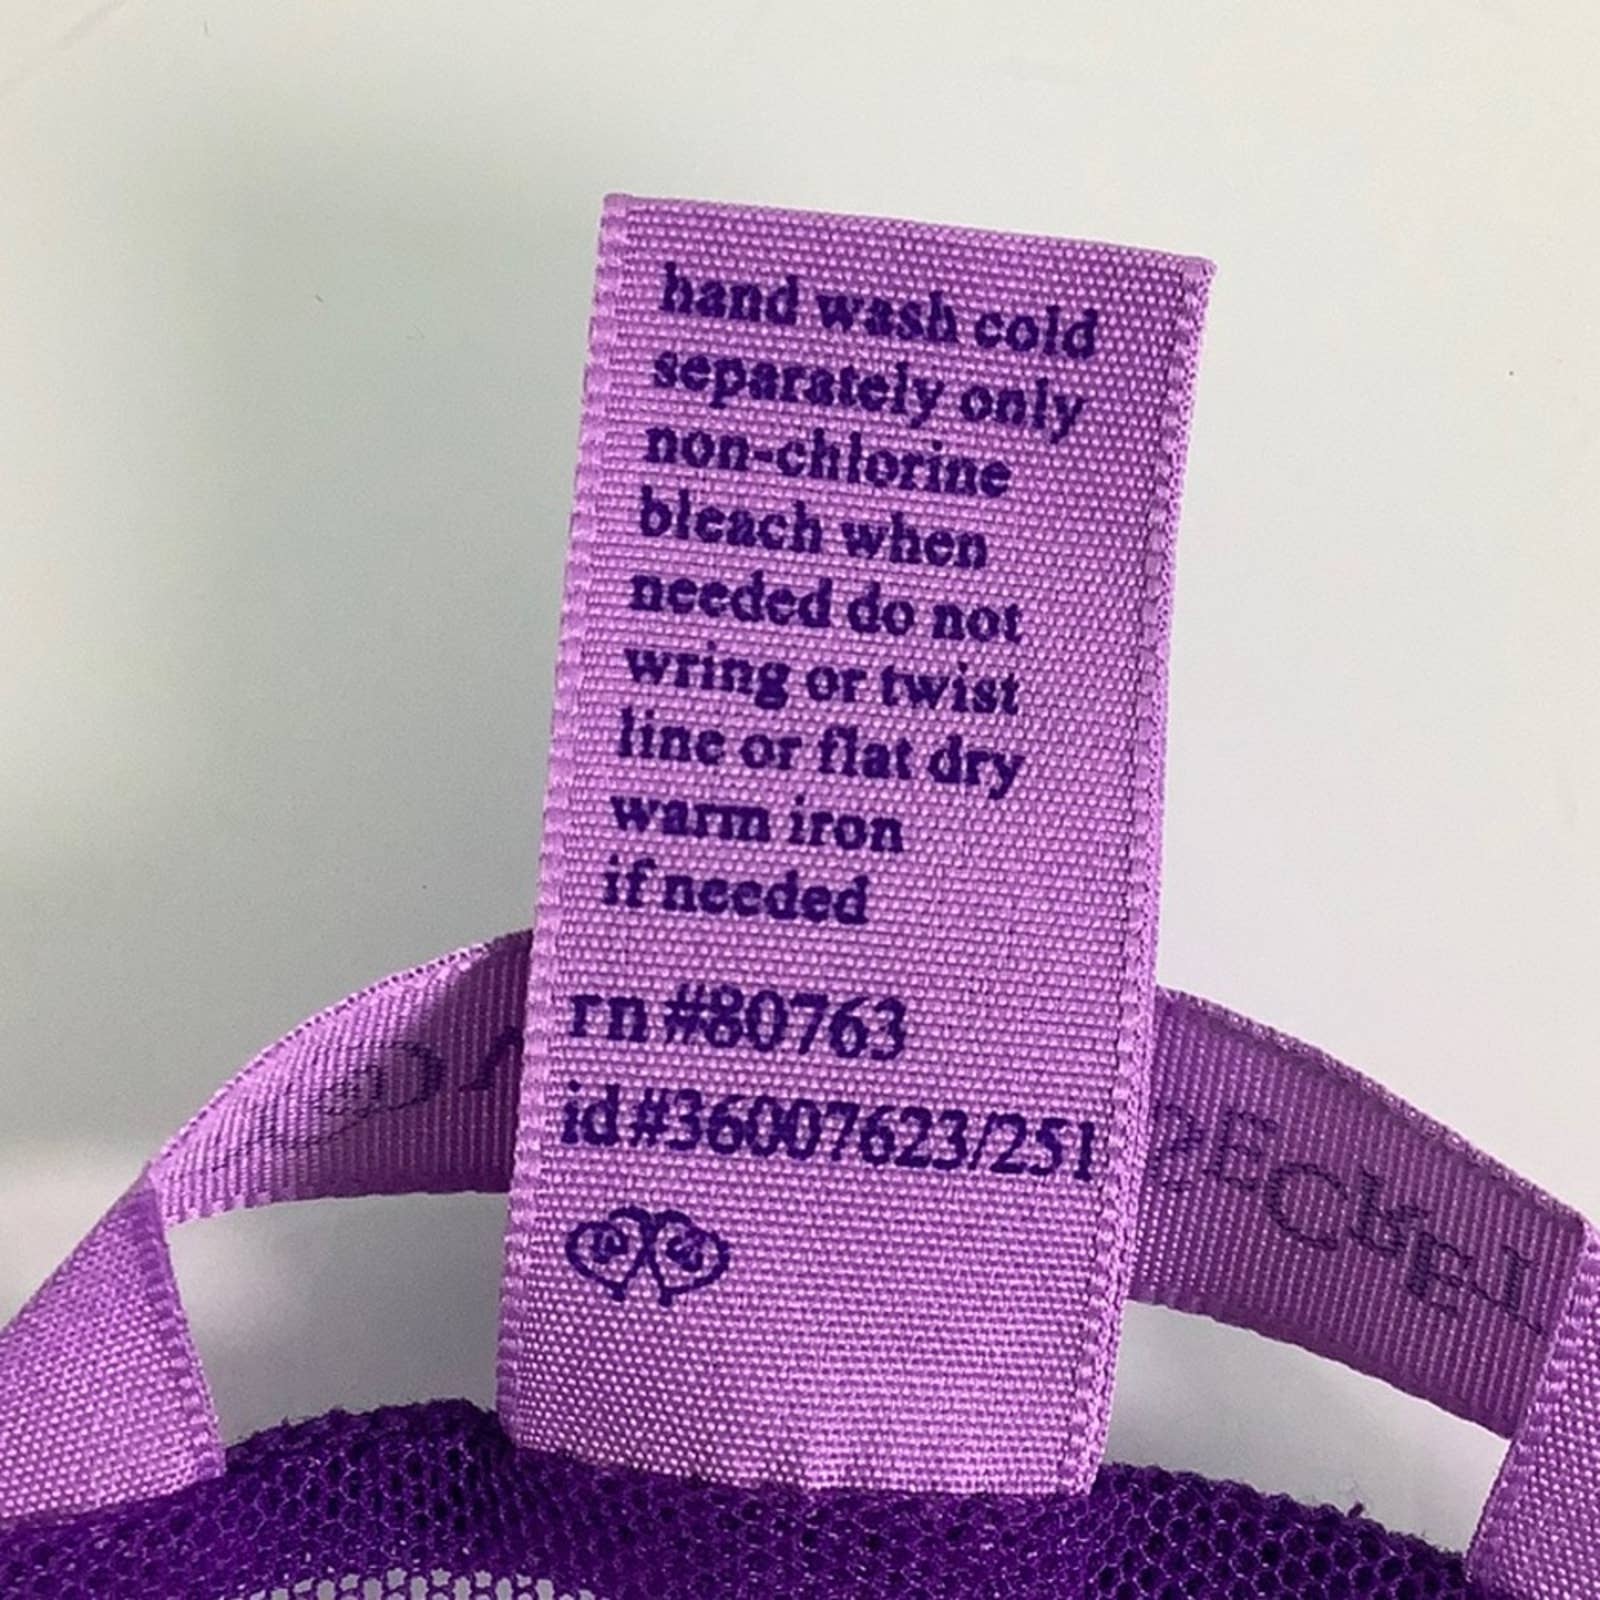 hand wash cold
separately only
non-chlorine
bleach when
needed do not
wring or twist
line or flat dry
warm iron
if needed
rn #80763
id#36007623/251